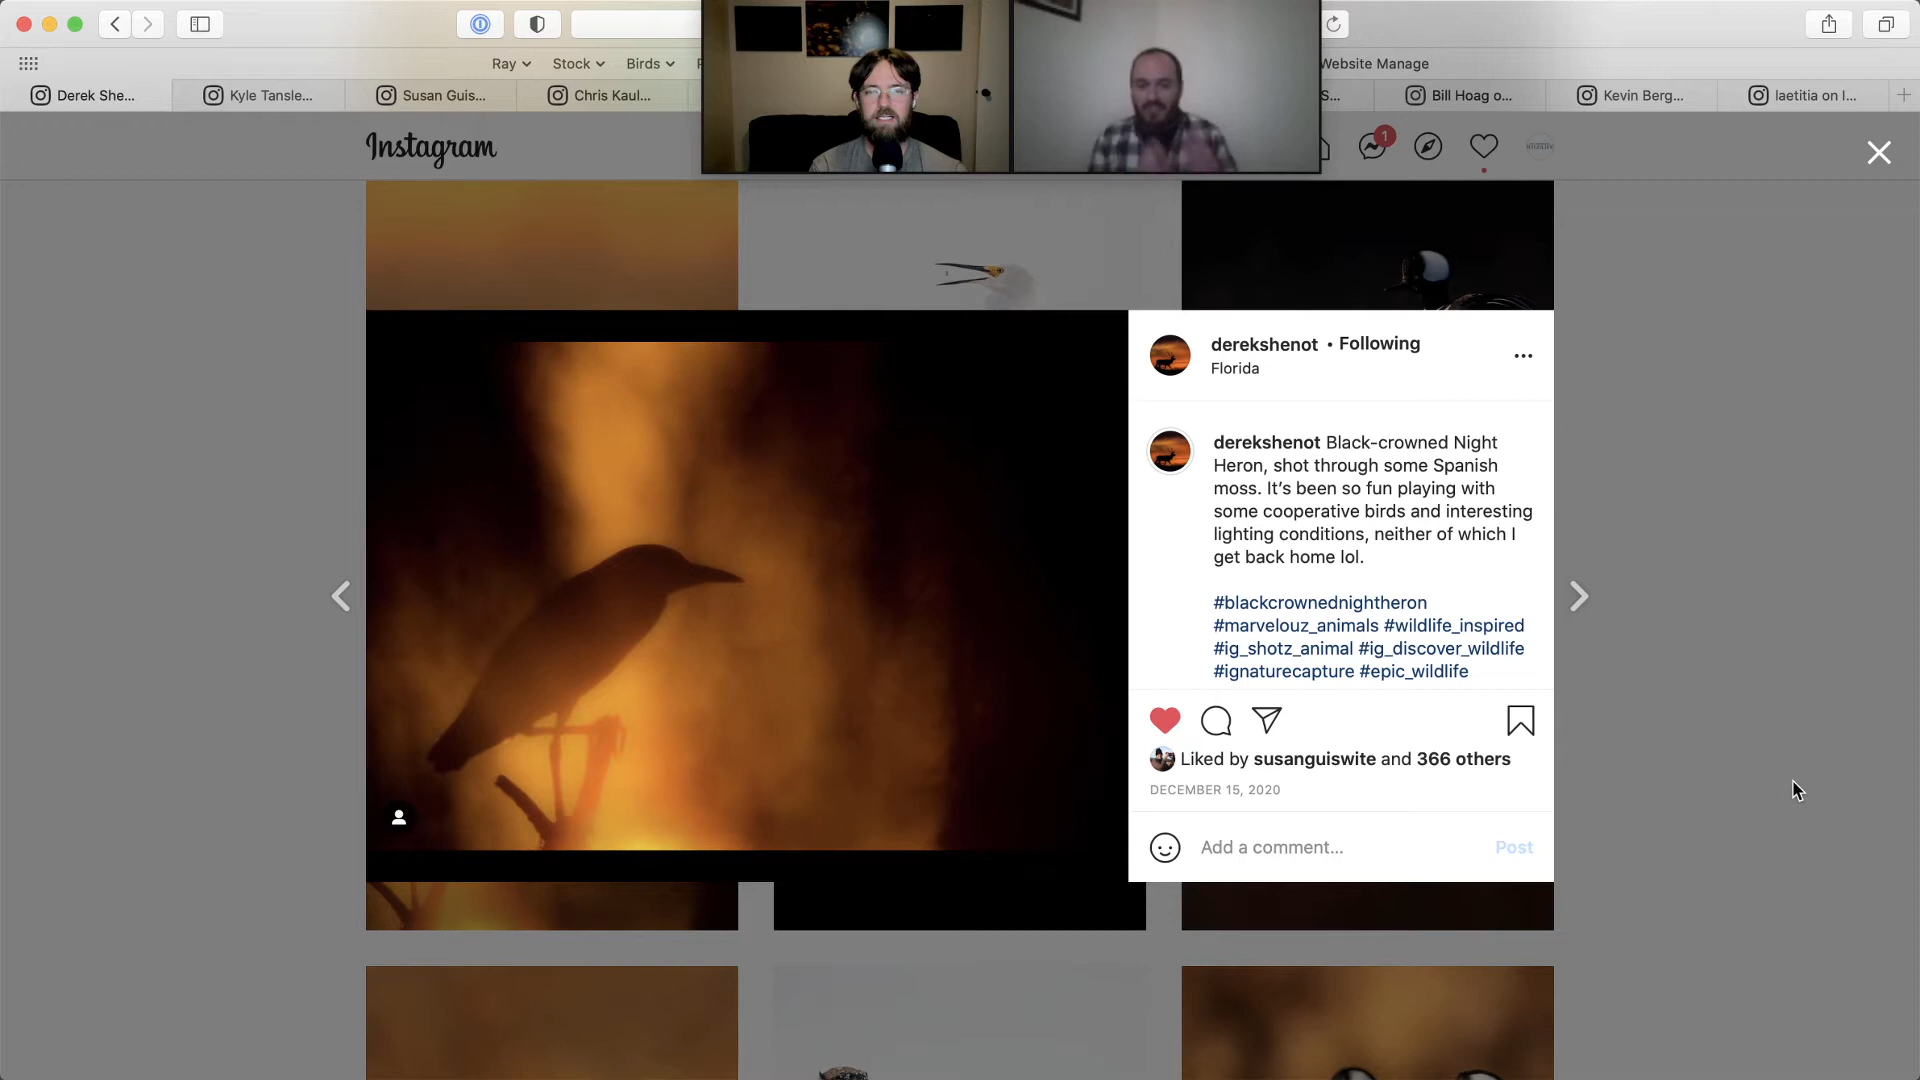 Ray
Stock
Birds
Website Manage
Derek She...
Kyle Tansle...
Susan Guis...
Chris Kaul...
S...
Bill Hoag o...
Kevin Berg...
laetitia on I...
Instagram
1
derekshenot • Following
Florida
derekshenot Black-crowned Night
Heron, shot through some Spanish
moss. It’s been so fun playing with
some cooperative birds and interesting
lighting conditions, neither of which I
get back home lol.
#blackcrownednightheron
#marvelouz_animals #wildlife_inspired
#ig_shotz_animal #ig_discover_wildlife
#ignaturecapture #epic_wildlife
Liked by susanguiswite and 366 others
DECEMBER 15, 2020
Add a comment...
Post